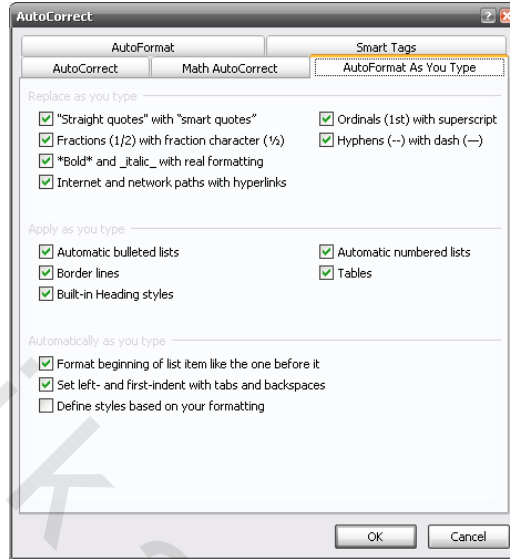 AutoCorrect
AutoFormat Smart Tags
AutoCorrect Math AutoCorrect AutoFormat As You Type
Replace as you type
"Straight quotes" with “smart quotes” Ordinals (1st) with superscript
Fractions (1/2) with fraction character (½) Hyphens (--) with dash (—)
*Bold* and _italic_ with real formatting
Internet and network paths with hyperlinks
Apply as you type
Automatic bulleted lists Automatic numbered lists
Border lines Tables
Built-in Heading styles
Automatically as you type
Format beginning of list item like the one before it
Set left- and first-indent with tabs and backspaces
Define styles based on your formatting
OK Cancel